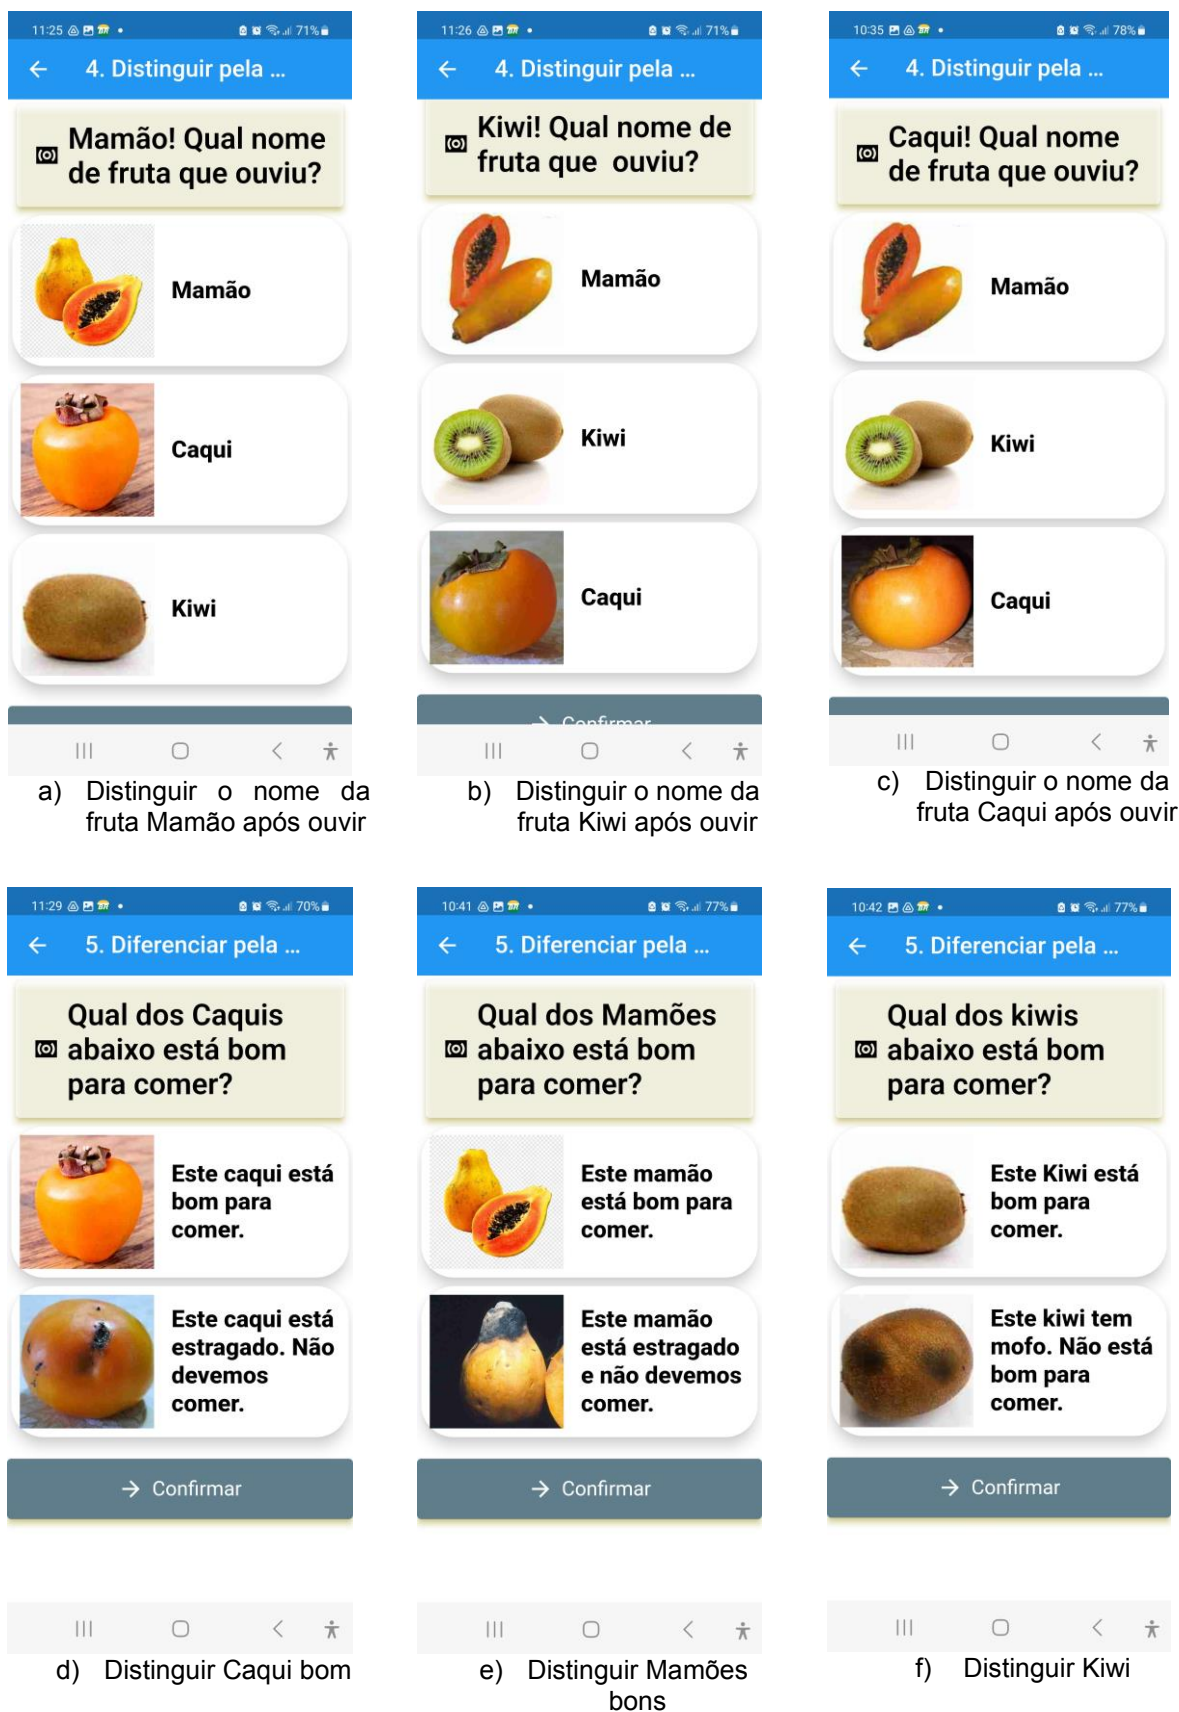 11:25 71%
4. Distinguir pela ...
Mamão! Qual nome
de fruta que ouviu?
Mamão
Caqui
Kiwi
a) Distinguir o nome da
fruta Mamão após ouvir
11:26 71%
4. Distinguir pela ...
Kiwi! Qual nome de
fruta que ouviu?
Mamão
Kiwi
Caqui
→ Confirmar
b) Distinguir o nome da
fruta Kiwi após ouvir
10:35 78%
4. Distinguir pela ...
Caqui! Qual nome
de fruta que ouviu?
Mamão
Kiwi
Caqui
c) Distinguir o nome da
fruta Caqui após ouvir
11:29 70%
5. Diferenciar pela ...
Qual dos Caquis
abaixo está bom
para comer?
Este caqui está
bom para
comer.
Este caqui está
estragado. Não
devemos
comer.
→ Confirmar
d) Distinguir Caqui bom
10:41 77%
5. Diferenciar pela ...
Qual dos Mamões
abaixo está bom
para comer?
Este mamão
está bom para
comer.
Este mamão
está estragado
e não devemos
comer.
→ Confirmar
e) Distinguir Mamões
bons
10:42 77%
5. Diferenciar pela ...
Qual dos kiwis
abaixo está bom
para comer?
Este Kiwi está
bom para
comer.
Este kiwi tem
mofo. Não está
bom para
comer.
→ Confirmar
f) Distinguir Kiwi